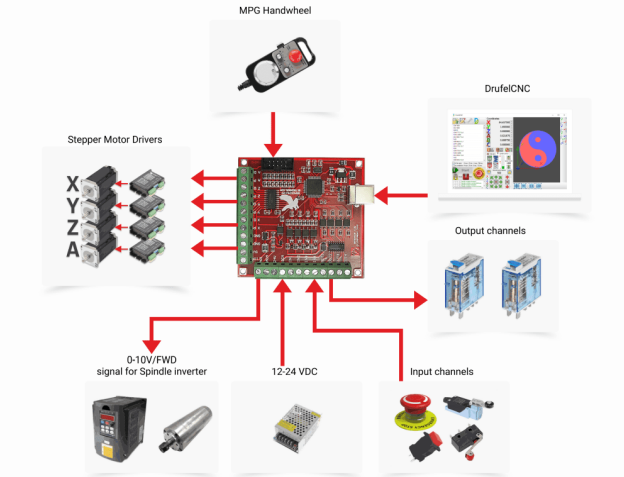 MPG Handwheel
DrufelCNC
Stepper Motor Drivers
X
Y
Z
A
Output channels
0-10V/FWD
signal for Spindle inverter
12-24 VDC
Input channels